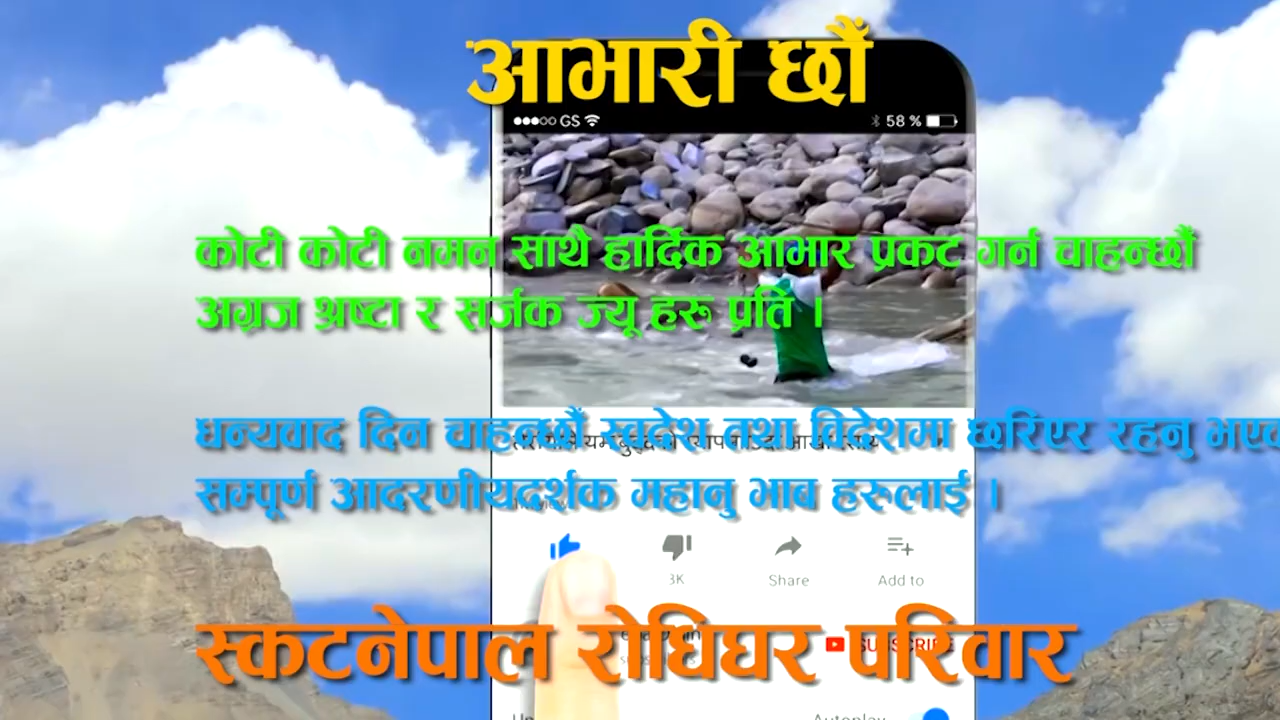 आभारी छौं
GS 58 %
कोटी कोटी नमन साथै हार्दिक आभार प्रकट गर्न चाहन्छौं
अग्रज श्रष्टा र सर्जक ज्यू हरू प्रति ।
धन्यवाद दिन चाहन्छौं स्वदेश तथा विदेशमा छरिएर रहनु
सम्पूर्ण आदरणीयदर्शक महानु भाब हरुलाई ।
3K Share Add to
स्कटनेपाल रोधिघर परिवार
SUBSCRIBE
Autoplay